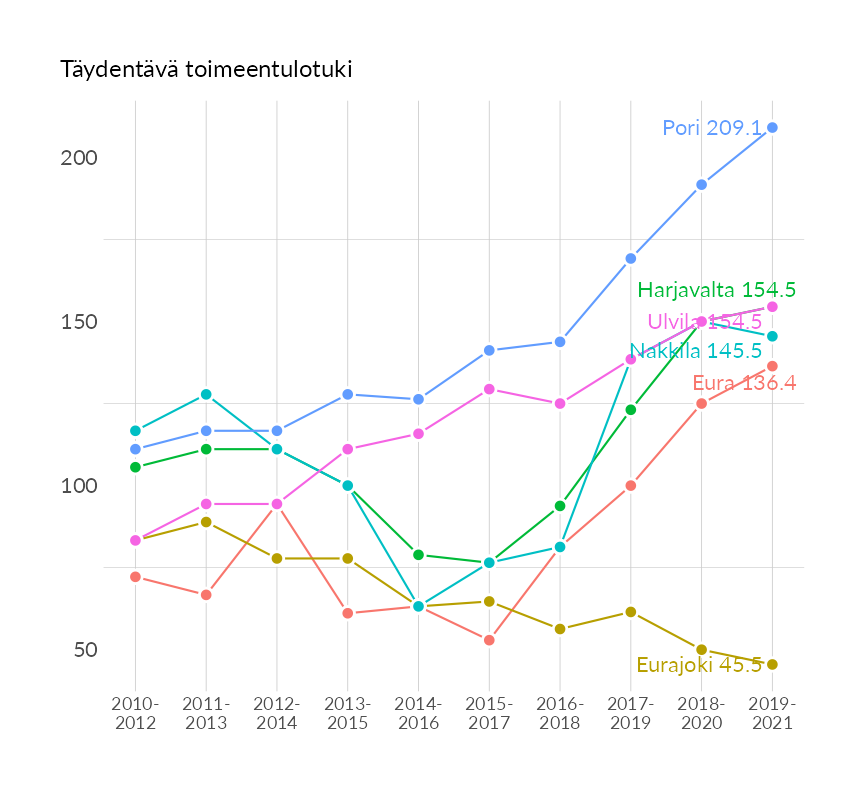 Täydentävä toimeentulotuki
Pori 209.1
200
Harjavalta 154.5
150
Ulvila 154.5
Nakkila 145.5
Eura 136.4
100
50
Eurajoki 45.5
2010- 2011- 2012- 2013- 2014- 2015- 2016- 2017- 2018- 2019-
2012 2013 2014 2015 2016 2017 2018 2019 2020 2021